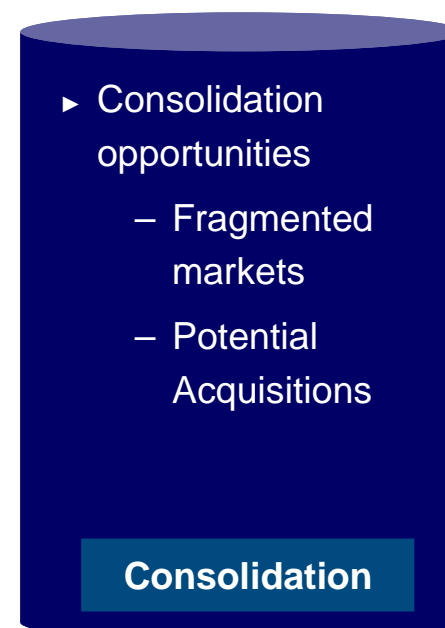 ► Consolidation
opportunities
– Fragmented
markets
– Potential
Acquisitions
Consolidation